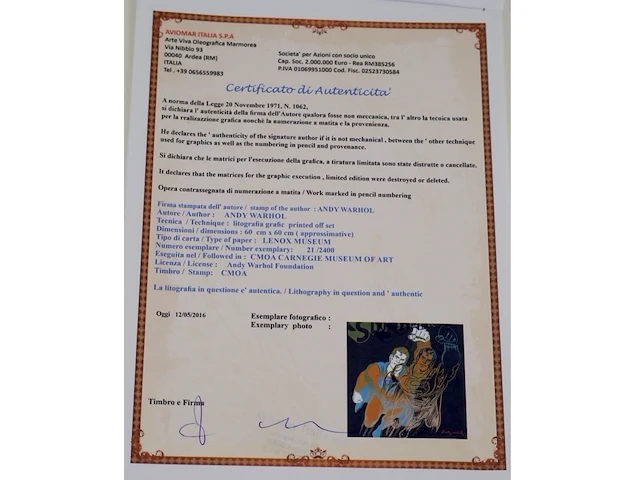 AVIOMAR ITALIA S.P.A
Arte Viva Oleografica Marmorea
Via Nibbio 93
00040 Ardea (RM)
ITALIA
Tel . +39 0656559983
Societa' per Azioni con socio unico
Cap. Soc. 2.000.000 Euro - Rea RM385256
P.IVA 01069951000 Cod. Fisc. 02523730584
Certificato di Autenticita'
A norma della Legge 20 Novembre 1971, N. 1062,
si dichiara l' autenticità della firma dell'Autore qualora fosse non meccanica, tra l' altro la tecnica usata
per la realizzazione grafica nonchè la numerazione a matita e la provenienza.
He declares the ' authenticity of the signature author if it is not mechanical , between the ' other technique
used for graphics as well as the numbering in pencil and provenance.
Si dichiara che le matrici per l'esecuzione della grafica, a tiratura limitata sono state distrutte o cancellate.
It declares that the matrices for the graphic execution , limited edition were destroyed or deleted.
Opera contrassegnata di numerazione a matita / Work marked in pencil numbering
Firma stampata dell' autore / stamp of the author : ANDY WARHOL
Autore / Author : ANDY WARHOL
Tecnica / Technique : litografia grafic printed off set
Dimensioni / dimensions : 60 cm x 60 cm ( approssimative)
Tipo di carta / Type of paper : LENOX MUSEUM
Numero esemplare / Number exemplary: 21 /2400
Eseguita nel / Followed in : CMOA CARNEGIE MUSEUM OF ART
Licenza / License : Andy Warhol Foundation
Timbro / Stamp: CMOA
La litografia in questione e' autentica. / Lithography in question and ' authentic
Oggi 12/05/2016
Esemplare fotografico :
Exemplary photo :
Timbro e Firma